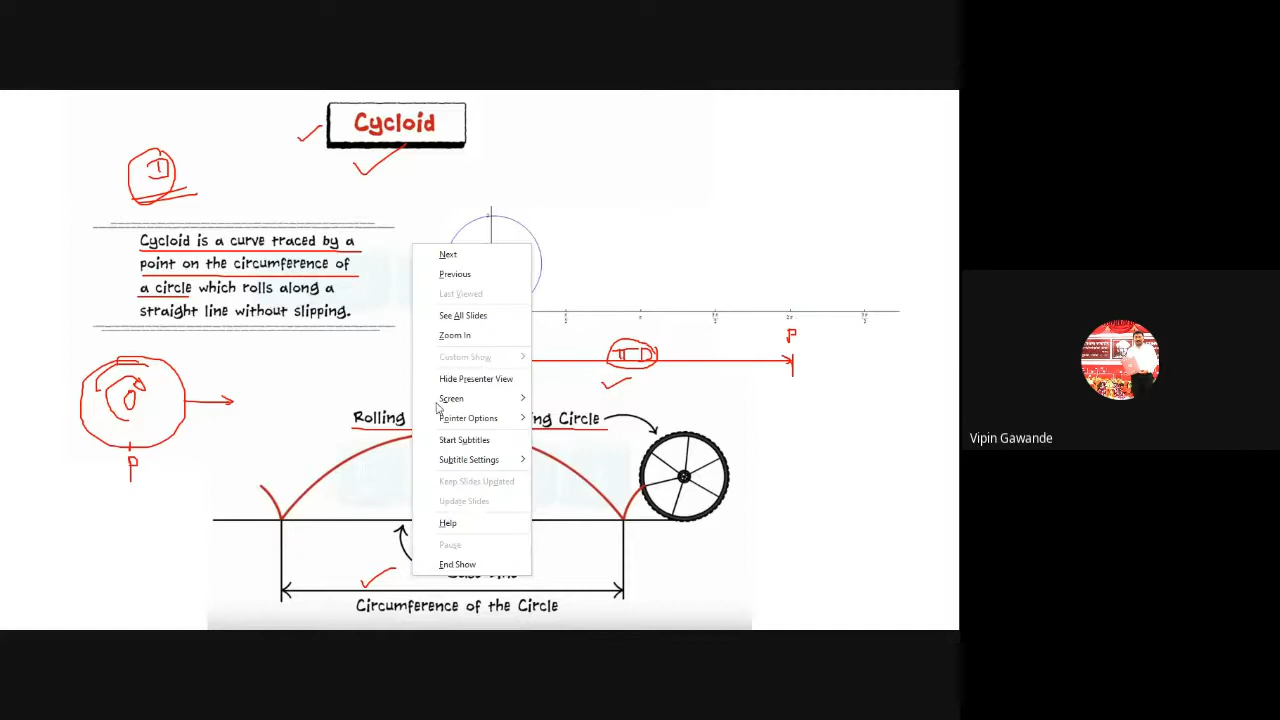 Cycloid
Cycloid is a curve traced by a
point on the circumference of
a circle which rolls along a
straight line without slipping.
P
Next
Previous
Last Viewed
See All Slides
Zoom In
Custom Show
Hide Presenter View
Screen
Pointer Options
Start Subtitles
Subtitle Settings
Keep Slides Updated
Update Slides
Help
Pause
End Show
P
πD
Rolling
ng Circle
Circumference of the Circle
Vipin Gawande